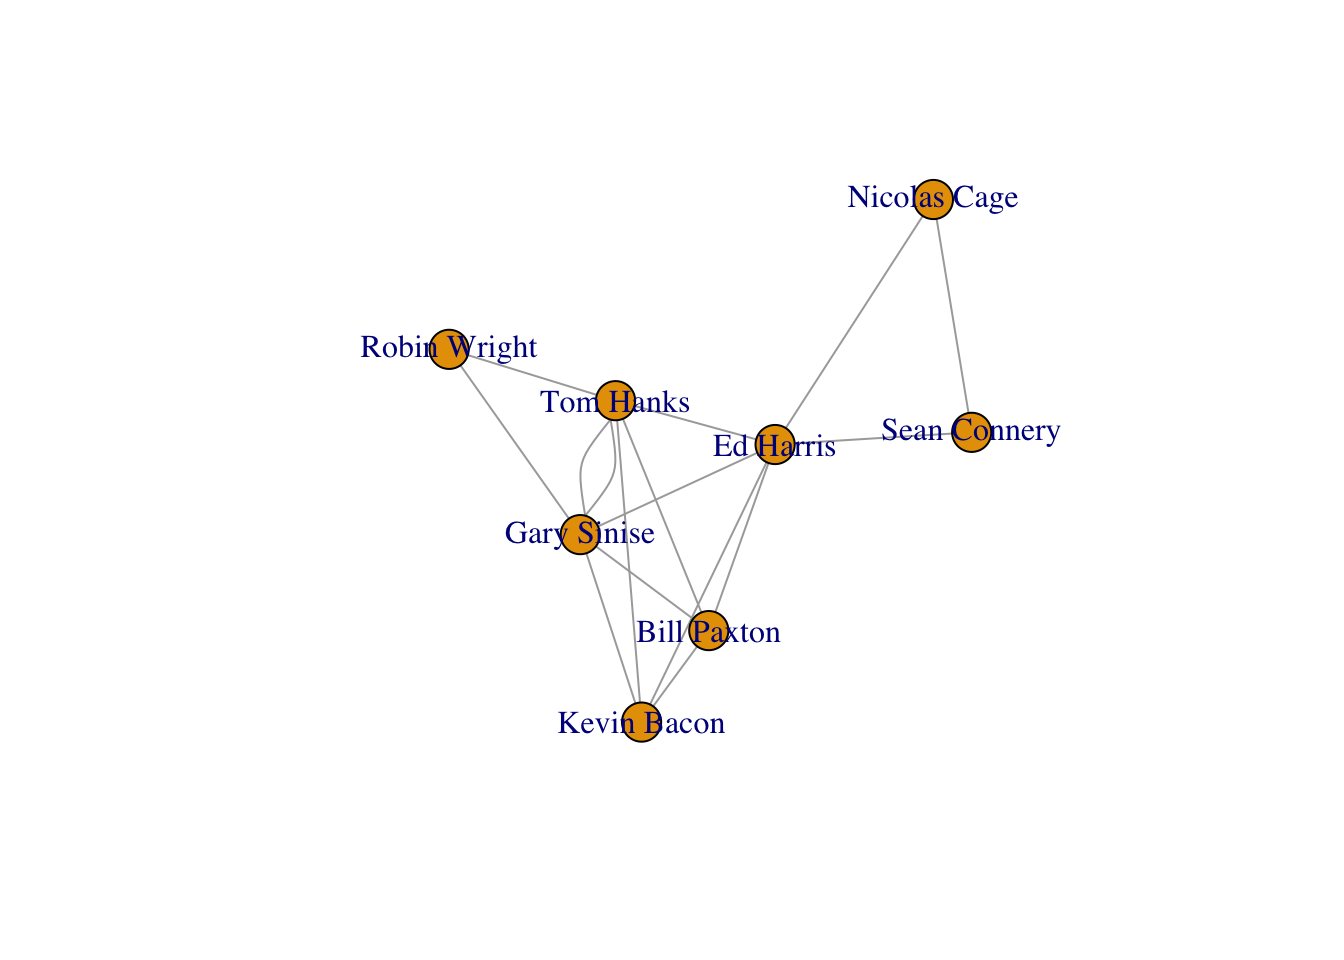 Nicolas Cage
Robin Wright
Tom Hanks
Sean Connery
Ed Harris
Gary Sinise
Bill Paxton
Kevin Bacon